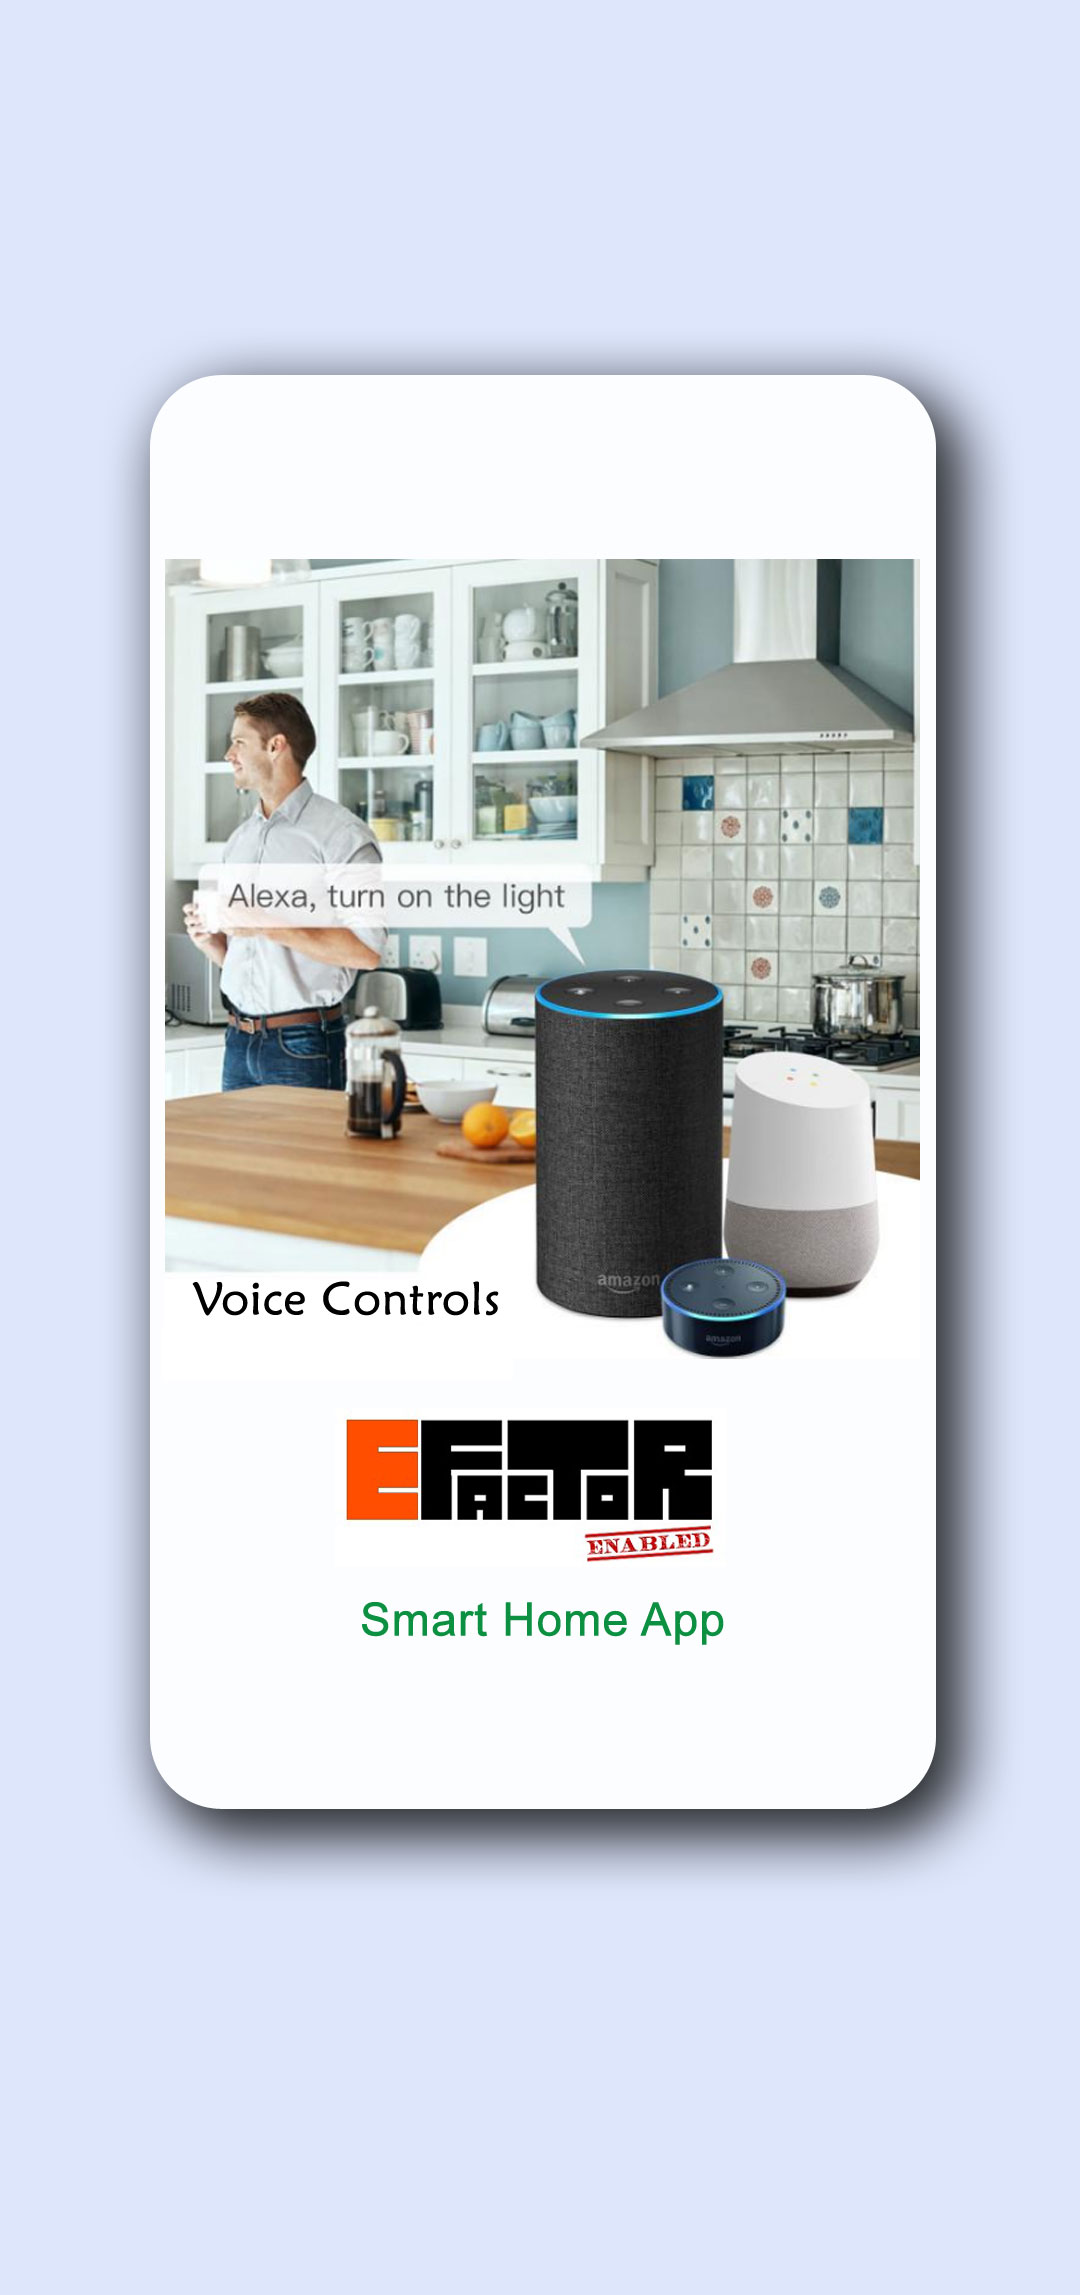 Alexa, turn on the light
amazon
amazon
Voice Controls
EFACTOR
ENABLED
Smart Home App